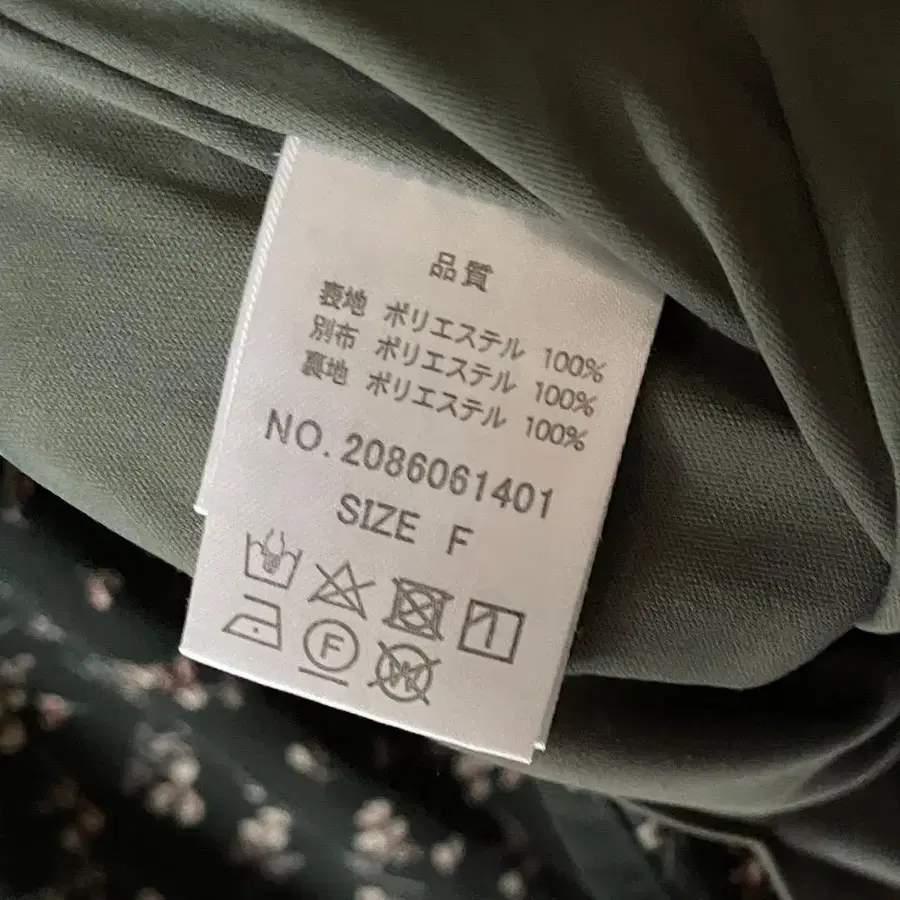 品質
表地 ポリエステル 100%
別布 ポリエステル 100%
裏地 ポリエステル 100%
NO.2086061401
SIZE F
F
W